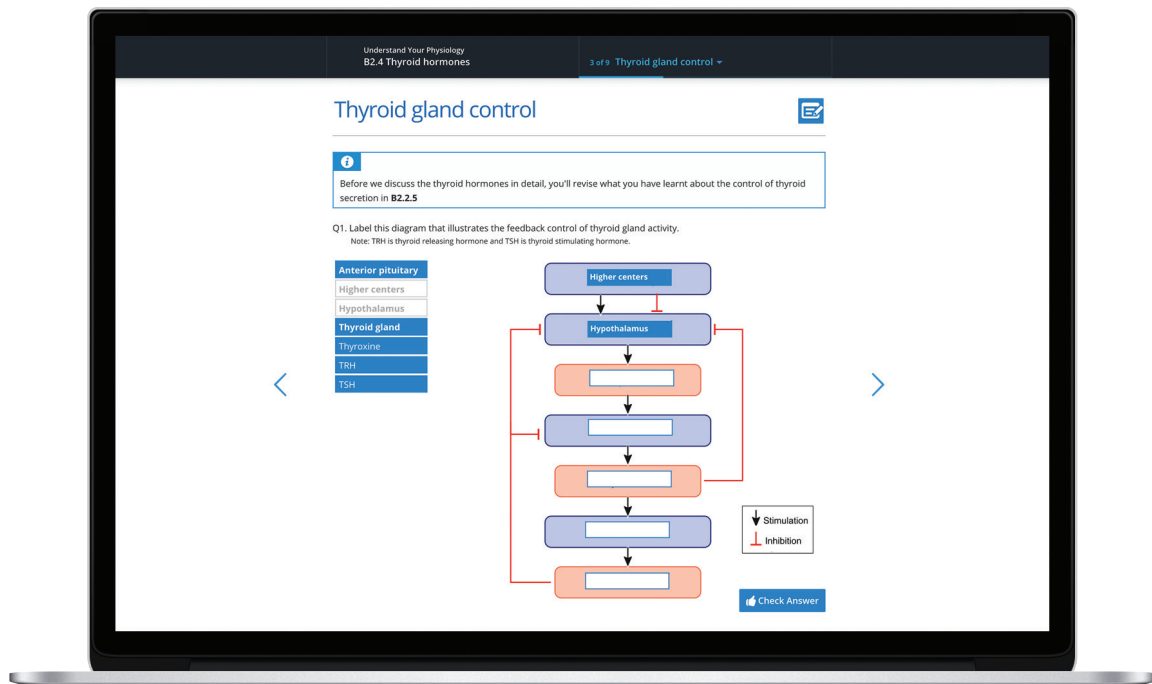 Understand Your Physiology
B2.4 Thyroid hormones
3 of 9 Thyroid gland control
Thyroid gland control
Before we discuss the thyroid hormones in detail, you'll revise what you have learnt about the control of thyroid
secretion in B2.2.5
Q1. Label this diagram that illustrates the feedback control of thyroid gland activity.
Note: TRH is thyroid releasing hormone and TSH is thyroid stimulating hormone.
Anterior pituitary
Higher centers
Hypothalamus
Thyroid gland
Thyroxine
TRH
TSH
Higher centers
Hypothalamus
Stimulation
Inhibition
Check Answer